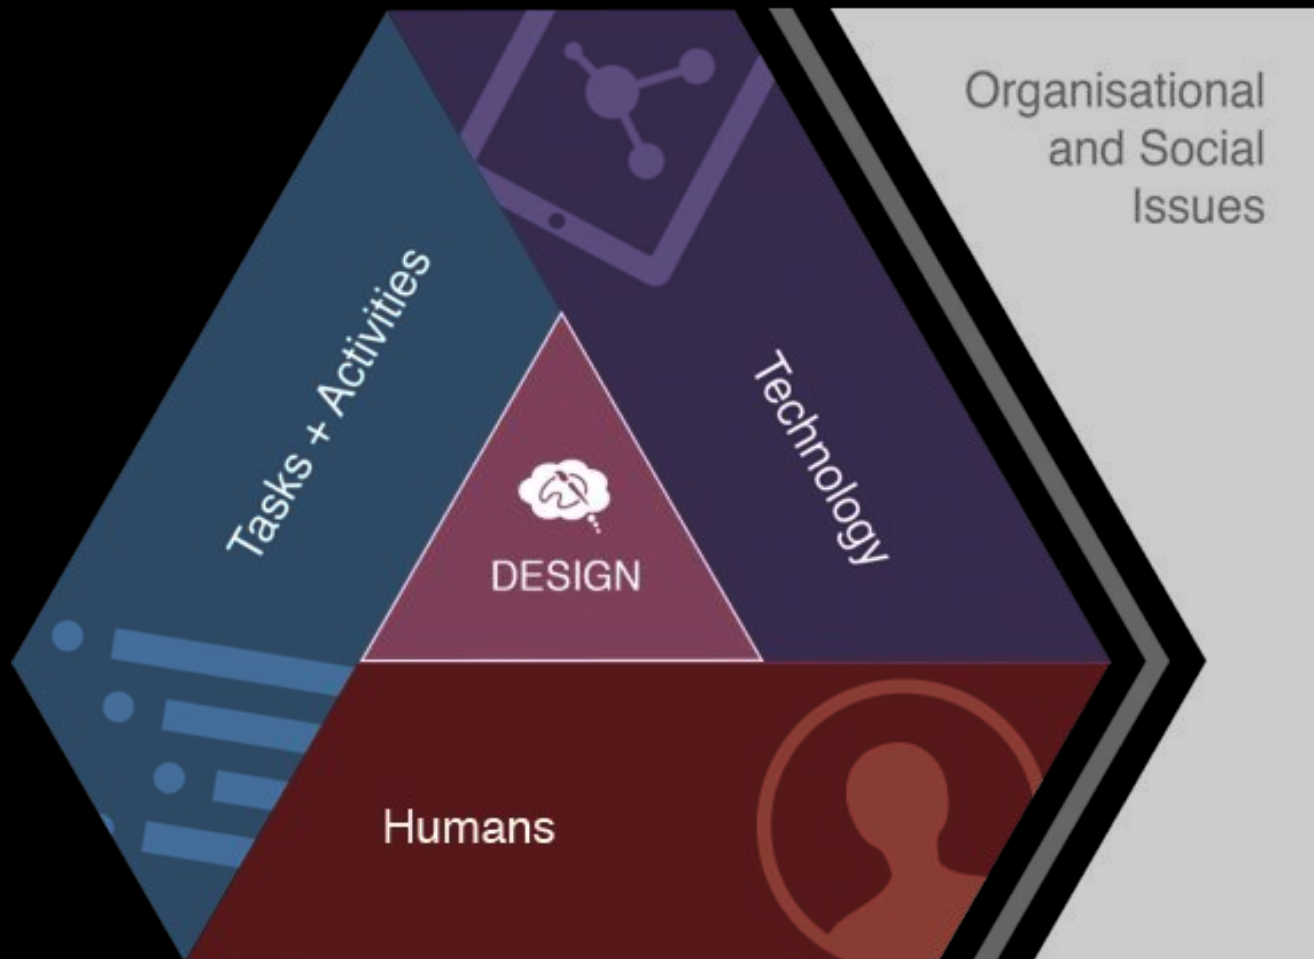 Organisational
and Social
Issues
Tasks + Activities
Technology
DESIGN
Humans